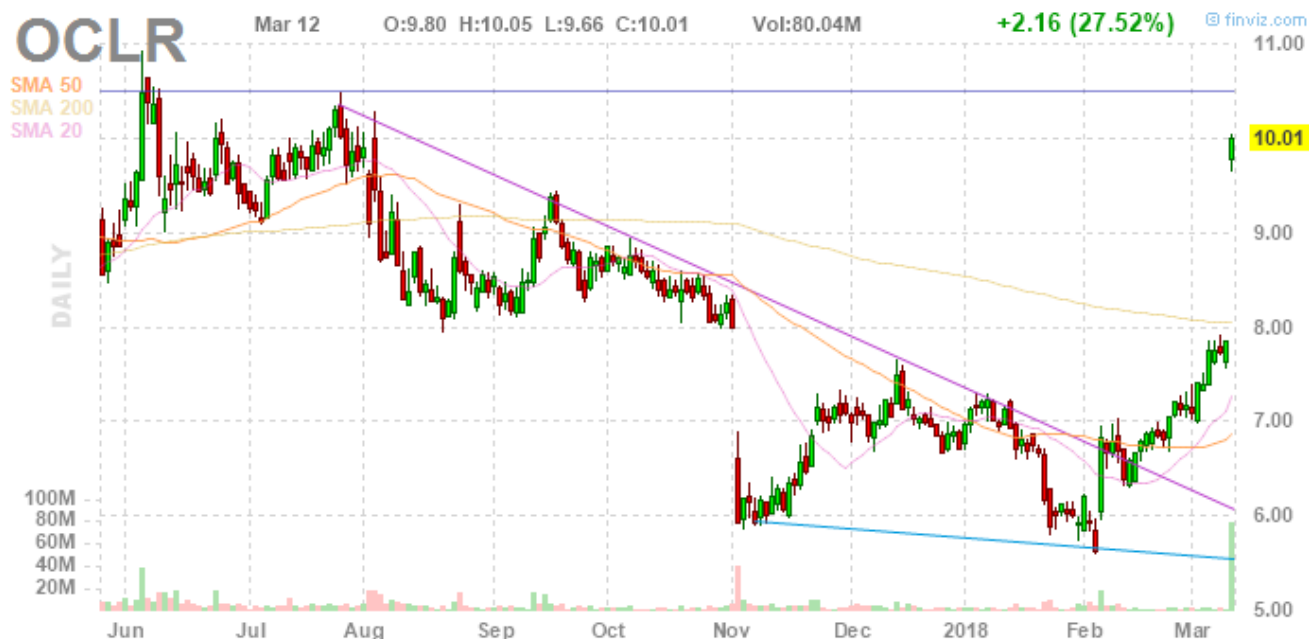 OCLR
Mar 12 O:9.80 H:10.05 L:9.66 C:10.01 Vol:80.04M +2.16 (27.52%) © finviz.com
SMA 50
SMA 200
SMA 20
DAILY
11.00
10.01
9.00
8.00
7.00
6.00
5.00
100M
80M
60M
40M
20M
Jun Jul Aug Sep Oct Nov Dec 2018 Feb Mar